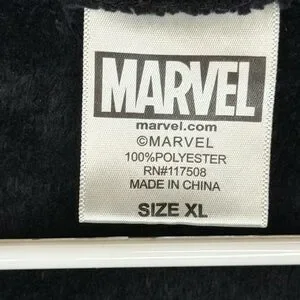 MARVEL
marvel.com
©MARVEL
100%POLYESTER
RN#117508
MADE IN CHINA
SIZE XL